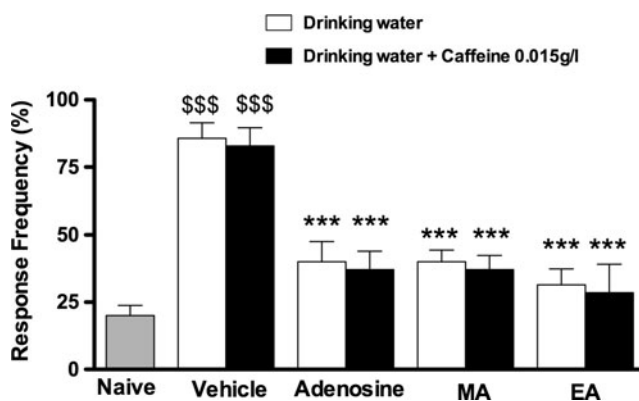 Drinking water
Drinking water + Caffeine 0.015g/l
Response Frequency (%)
100
75
50
25
0
$$$ $$$
*** *** *** *** *** ***
Naive Vehicle Adenosine MA EA